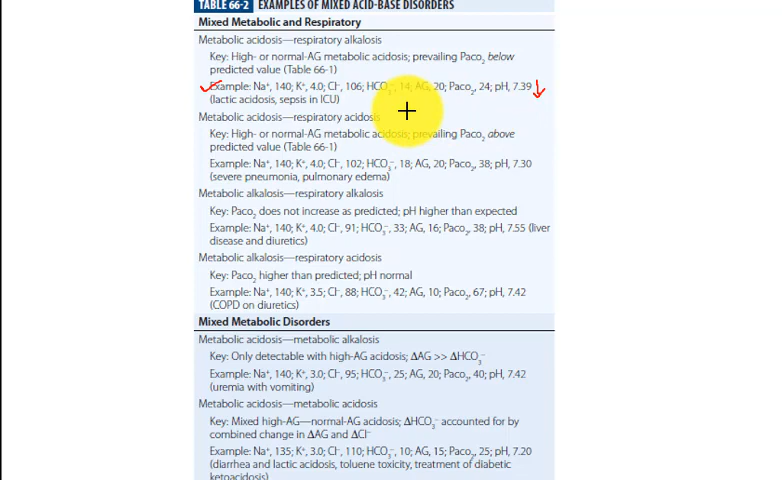 TABLE 66-2 EXAMPLES OF MIXED ACID-BASE DISORDERS
Mixed Metabolic and Respiratory
Metabolic acidosis—respiratory alkalosis
Key: High- or normal-AG metabolic acidosis; prevailing Paco₂ below
predicted value (Table 66-1)
Example: Na⁺, 140; K⁺, 4.0; Cl⁻, 106; HCO₃⁻, 14; AG, 20; Paco₂, 24; pH, 7.39
(lactic acidosis, sepsis in ICU)
Metabolic acidosis—respiratory acidosis
Key: High- or normal-AG metabolic acidosis; prevailing Paco₂ above
predicted value (Table 66-1)
Example: Na⁺, 140; K⁺, 4.0; Cl⁻, 102; HCO₃⁻, 18; AG, 20; Paco₂, 38; pH, 7.30
(severe pneumonia, pulmonary edema)
Metabolic alkalosis—respiratory alkalosis
Key: Paco₂ does not increase as predicted; pH higher than expected
Example: Na⁺, 140; K⁺, 4.0; Cl⁻, 91; HCO₃⁻, 33; AG, 16; Paco₂, 38; pH, 7.55 (liver
disease and diuretics)
Metabolic alkalosis—respiratory acidosis
Key: Paco₂ higher than predicted; pH normal
Example: Na⁺, 140; K⁺, 3.5; Cl⁻, 88; HCO₃⁻, 42; AG, 10; Paco₂, 67; pH, 7.42
(COPD on diuretics)
Mixed Metabolic Disorders
Metabolic acidosis—metabolic alkalosis
Key: Only detectable with high-AG acidosis; ΔAG >> ΔHCO₃⁻
Example: Na⁺, 140; K⁺, 3.0; Cl⁻, 95; HCO₃⁻, 25; AG, 20; Paco₂, 40; pH, 7.42
(uremia with vomiting)
Metabolic acidosis—metabolic acidosis
Key: Mixed high-AG—normal-AG acidosis; ΔHCO₃⁻ accounted for by
combined change in ΔAG and ΔCl⁻
Example: Na⁺, 135; K⁺, 3.0; Cl⁻, 110; HCO₃⁻, 10; AG, 15; Paco₂, 25; pH, 7.20
(diarrhea and lactic acidosis, toluene toxicity, treatment of diabetic
ketoacidosis)